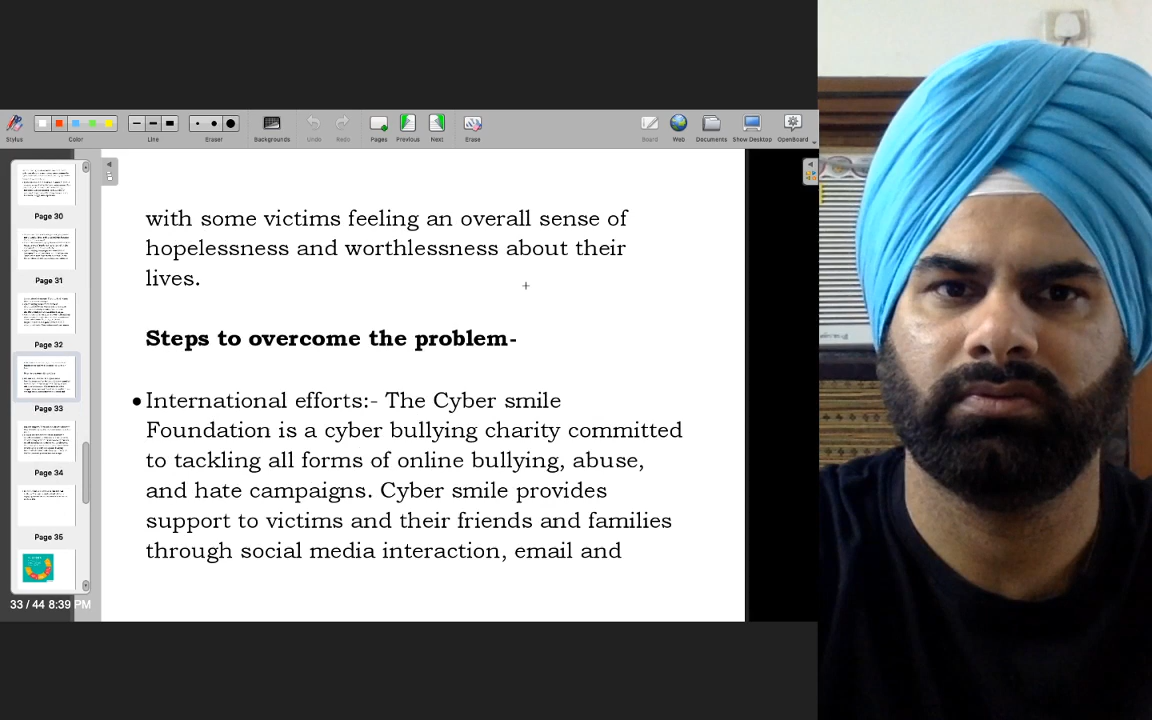 Stylus
Color
Line
Eraser
Backgrounds
Undo
Redo
Pages
Previous
Next
Erase
Board
Web
Documents
Show Desktop
OpenBoard
Page 30
Page 31
Page 32
Page 33
Page 34
Page 35
33 / 44 8:39 PM
with some victims feeling an overall sense of
hopelessness and worthlessness about their
lives.
Steps to overcome the problem-
• International efforts:- The Cyber smile
Foundation is a cyber bullying charity committed
to tackling all forms of online bullying, abuse,
and hate campaigns. Cyber smile provides
support to victims and their friends and families
through social media interaction, email and